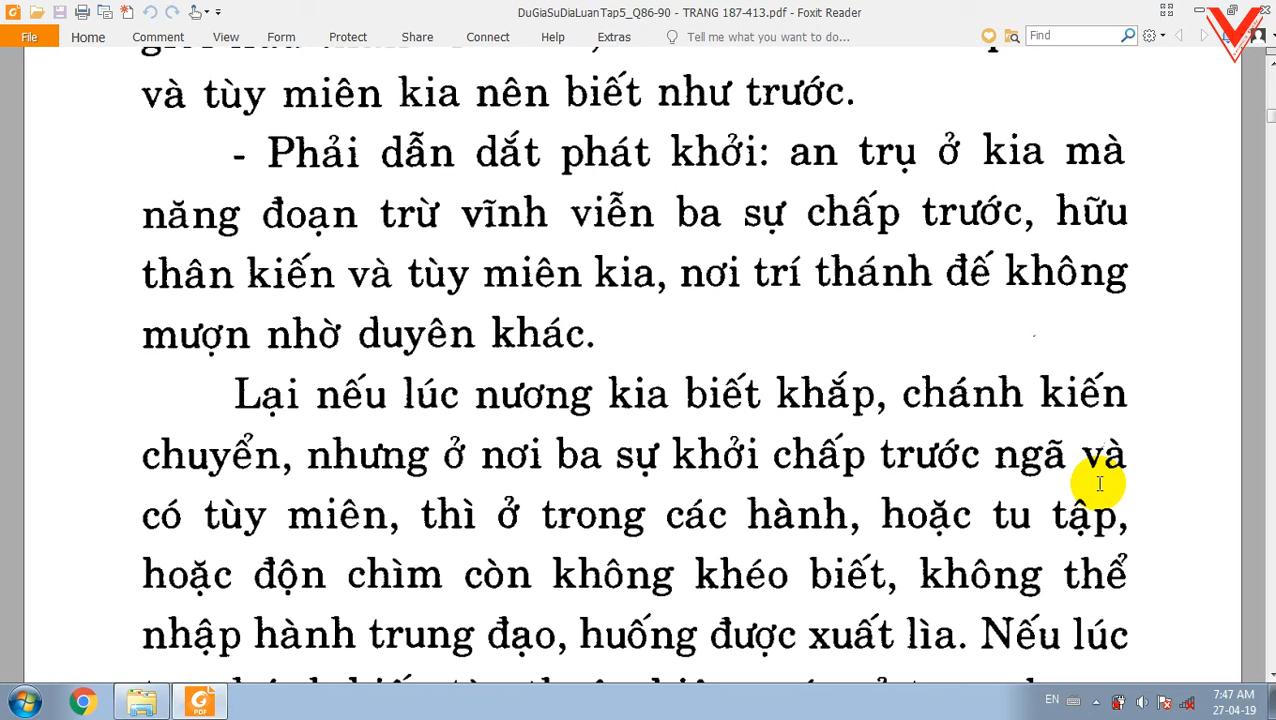 DuGiaSuDiaLuanTap5_Q86-90 - TRANG 187-413.pdf - Foxit Reader
File Home Comment View Form Protect Share Connect Help Extras Tell me what you want to do... Find
và tùy miên kia nên biết như trước.
- Phải dẫn dắt phát khởi: an trụ ở kia mà
năng đoạn trừ vĩnh viễn ba sự chấp trước, hữu
thân kiến và tùy miên kia, nơi trí thánh đế không
mượn nhờ duyên khác.
Lại nếu lúc nương kia biết khắp, chánh kiến
chuyển, nhưng ở nơi ba sự khởi chấp trước ngã và
có tùy miên, thì ở trong các hành, hoặc tu tập,
hoặc độn chìm còn không khéo biết, không thể
nhập hành trung đạo, huống được xuất lìa. Nếu lúc
EN 7:47 AM
27-04-19